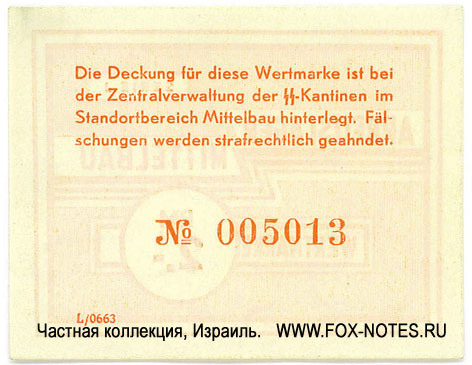 Die Deckung für diese Wertmarke ist bei
der Zentralverwaltung der SS-Kantinen im
Standortbereich Mittelbau hinterlegt. Fäl-
schungen werden strafrechtlich geahndet.
№ 005013
L/0663
Частная коллекция, Израиль. WWW.FOX-NOTES.RU